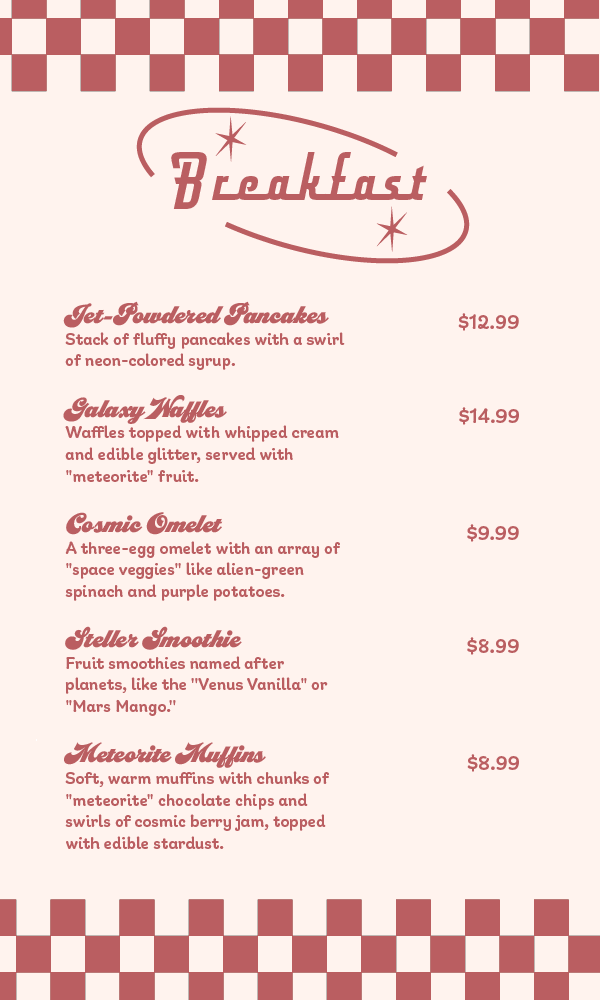 Breakfast
Jet-Powdered Pancakes $12.99
Stack of fluffy pancakes with a swirl
of neon-colored syrup.
Galaxy Waffles $14.99
Waffles topped with whipped cream
and edible glitter, served with
"meteorite" fruit.
Cosmic Omelet $9.99
A three-egg omelet with an array of
"space veggies" like alien-green
spinach and purple potatoes.
Steller Smoothie $8.99
Fruit smoothies named after
planets, like the "Venus Vanilla" or
"Mars Mango."
Meteorite Muffins $8.99
Soft, warm muffins with chunks of
"meteorite" chocolate chips and
swirls of cosmic berry jam, topped
with edible stardust.